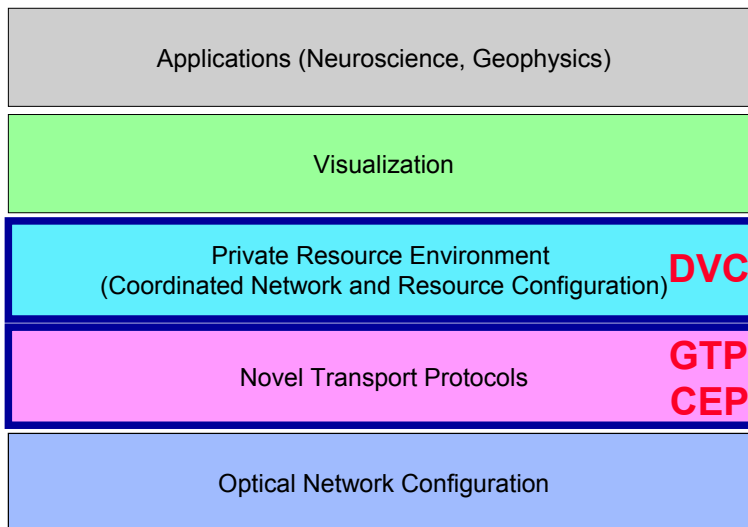 Applications (Neuroscience, Geophysics)
Visualization
Private Resource Environment
(Coordinated Network and Resource Configuration)
DVC
Novel Transport Protocols
GTP
CEP
Optical Network Configuration